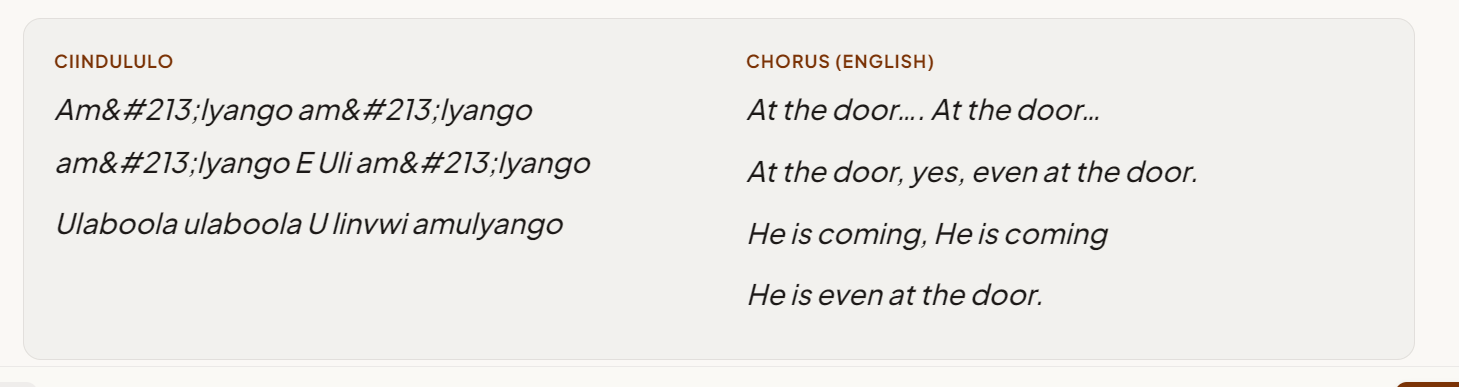 CIINDULULO
Am&#213;lyango am&#213;lyango
am&#213;lyango E Uli am&#213;lyango
Ulaboola ulaboola U linvwi amulyango
CHORUS (ENGLISH)
At the door.... At the door...
At the door, yes, even at the door.
He is coming, He is coming
He is even at the door.